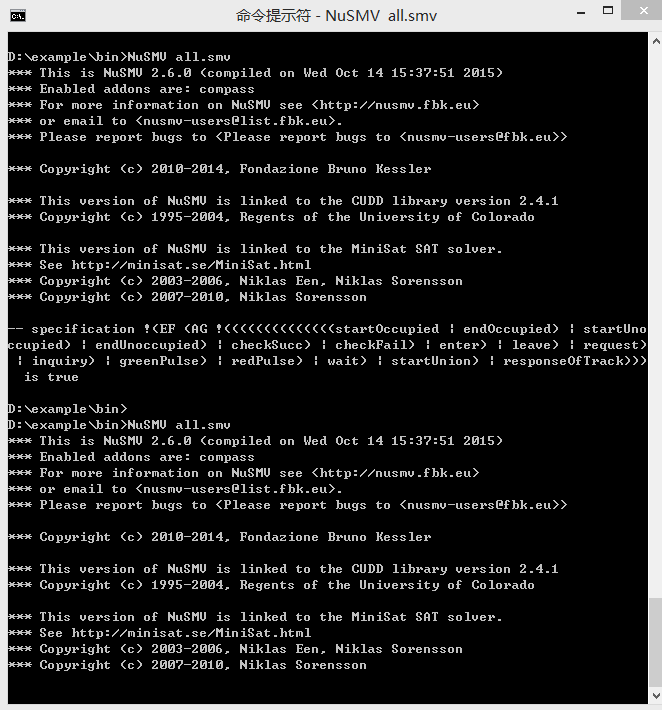 命令提示符 - NuSMV  all.smv
D:\example\bin>NuSMV all.smv
*** This is NuSMV 2.6.0 (compiled on Wed Oct 14 15:37:51 2015)
*** Enabled addons are: compass
*** For more information on NuSMV see <http://nusmv.fbk.eu>
*** or email to <nusmv-users@list.fbk.eu>.
*** Please report bugs to <Please report bugs to <nusmv-users@fbk.eu>>
*** Copyright (c) 2010-2014, Fondazione Bruno Kessler
*** This version of NuSMV is linked to the CUDD library version 2.4.1
*** Copyright (c) 1995-2004, Regents of the University of Colorado
*** This version of NuSMV is linked to the MiniSat SAT solver.
*** See http://minisat.se/MiniSat.html
*** Copyright (c) 2003-2006, Niklas Een, Niklas Sorensson
*** Copyright (c) 2007-2010, Niklas Sorensson
-- specification !(EF (AG !((((((((((((((startOccupied | endOccupied) | startUno
ccupied) | endUnoccupied) | checkSucc) | checkFail) | enter) | leave) | request)
 | inquiry) | greenPulse) | redPulse) | wait) | startUnion) | responseOfTrack)))
  is true
D:\example\bin>
D:\example\bin>NuSMV all.smv
*** This is NuSMV 2.6.0 (compiled on Wed Oct 14 15:37:51 2015)
*** Enabled addons are: compass
*** For more information on NuSMV see <http://nusmv.fbk.eu>
*** or email to <nusmv-users@list.fbk.eu>.
*** Please report bugs to <Please report bugs to <nusmv-users@fbk.eu>>
*** Copyright (c) 2010-2014, Fondazione Bruno Kessler
*** This version of NuSMV is linked to the CUDD library version 2.4.1
*** Copyright (c) 1995-2004, Regents of the University of Colorado
*** This version of NuSMV is linked to the MiniSat SAT solver.
*** See http://minisat.se/MiniSat.html
*** Copyright (c) 2003-2006, Niklas Een, Niklas Sorensson
*** Copyright (c) 2007-2010, Niklas Sorensson